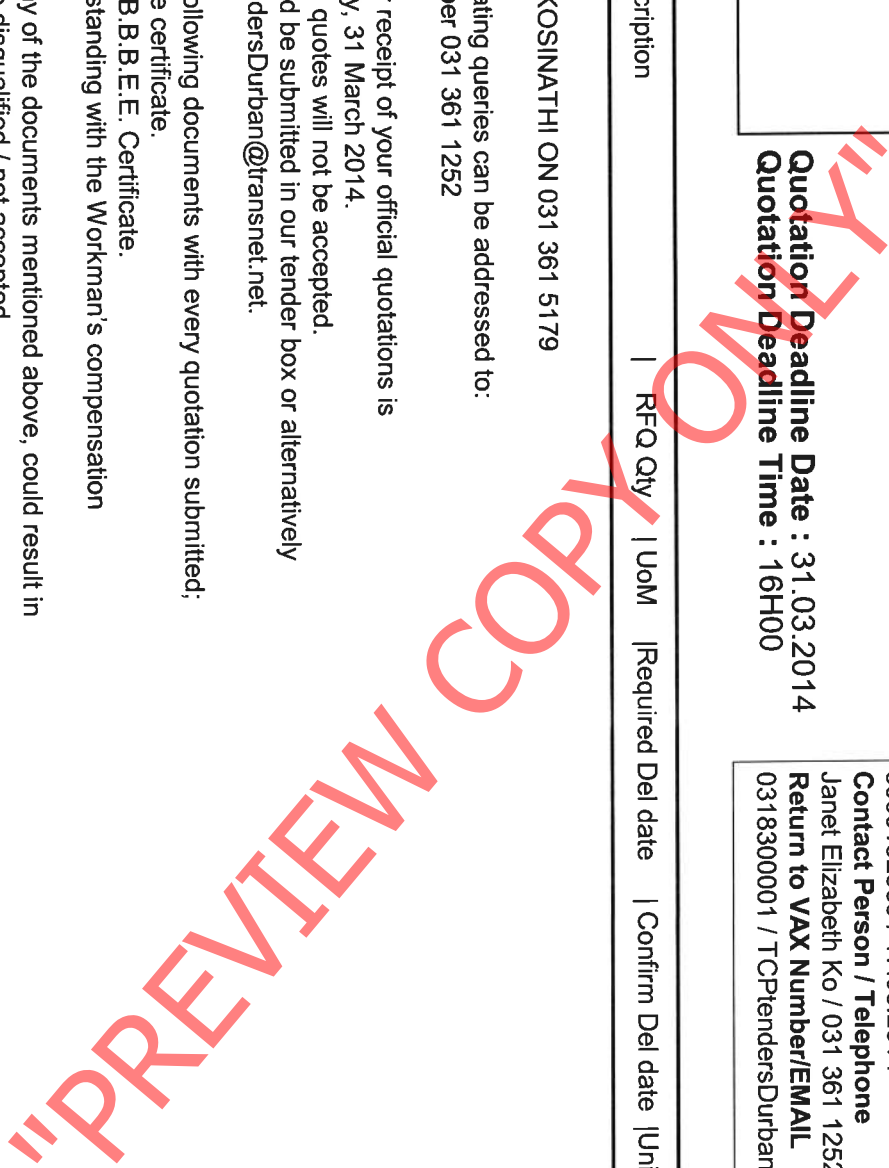 Contact Person / Telephone
Janet Elizabeth Ko / 031 361 1252
Quotation Deadline Date : 31.03.2014
Return to VAX Number/EMAIL
Quotation Deadline Time : 16H00
0318300001 / TCPtendersDurban
cription | RFQ Qty | UoM |Required Del date | Confirm Del date |Uni
KOSINATHI ON 031 361 5179
ating queries can be addressed to:
ber 031 361 1252
receipt of your official quotations is
y, 31 March 2014.
quotes will not be accepted.
d be submitted in our tender box or alternatively
dersDurban@transnet.net.
ollowing documents with every quotation submitted;
e certificate.
B.B.B.E.E. Certificate.
standing with the Workman's compensation
y of the documents mentioned above, could result in
disqualified / not accepted
"PREVIEW COPY ONLY"